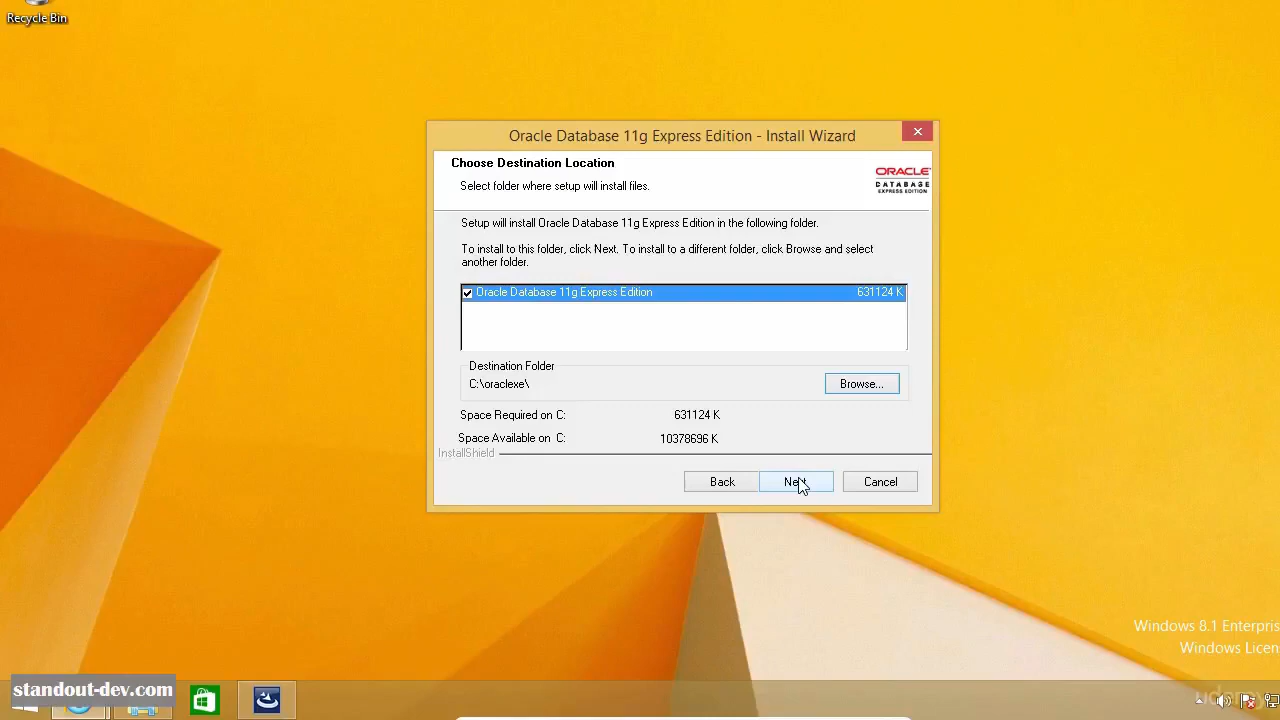 Recycle Bin
Oracle Database 11g Express Edition - Install Wizard
Choose Destination Location
Select folder where setup will install files.
ORACLE
DATABASE
EXPRESS EDITION
Setup will install Oracle Database 11g Express Edition in the following folder.
To install to this folder, click Next. To install to a different folder, click Browse and select
another folder.
Oracle Database 11g Express Edition 631124 K
Destination Folder
C:\oraclexe\
Browse...
Space Required on C: 631124 K
Space Available on C: 10378696 K
InstallShield
Back Next Cancel
Windows 8.1 Enterpris
Windows Licen
standout-dev.com
udemy